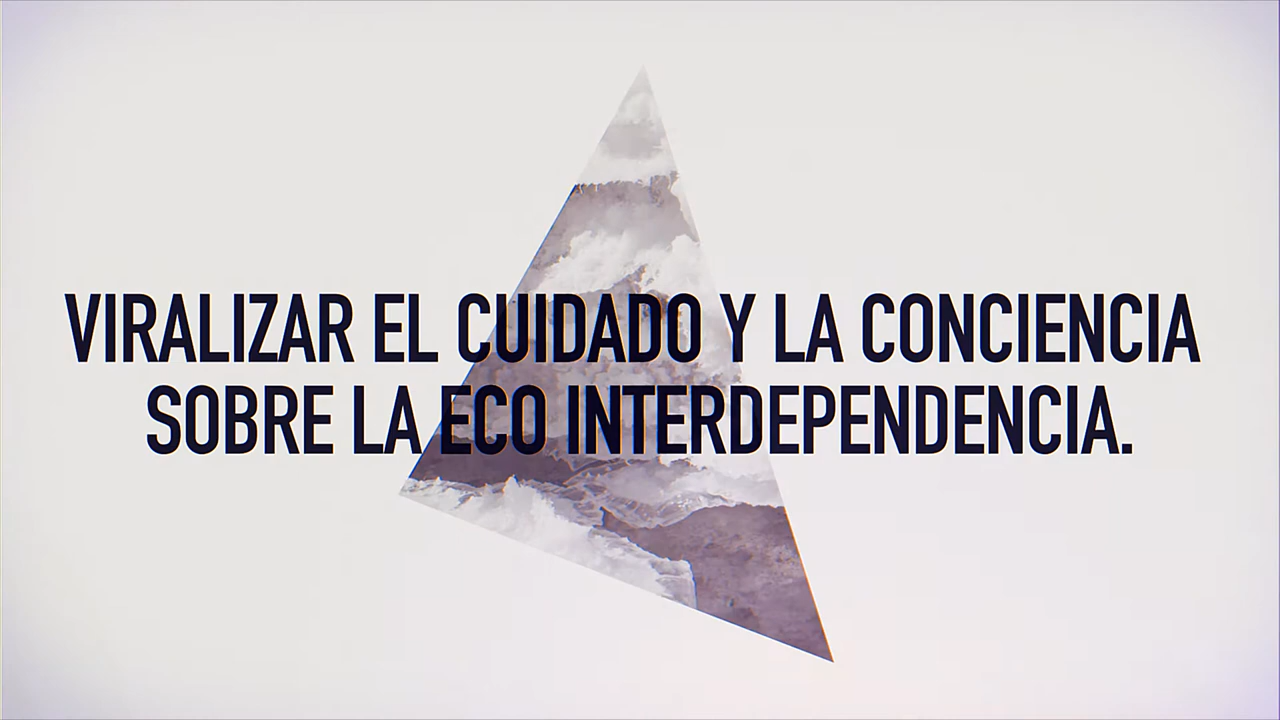 VIRALIZAR EL CUIDADO Y LA CONCIENCIA
SOBRE LA ECO INTERDEPENDENCIA.